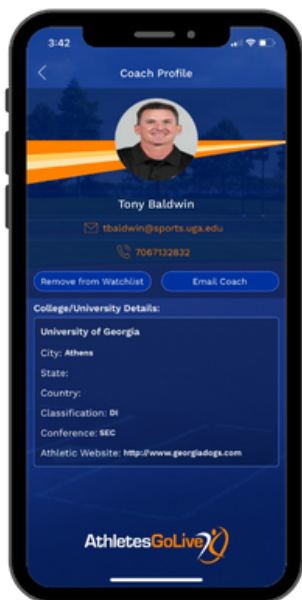 3:42
Coach Profile
Tony Baldwin
tbaldwin@sports.uga.edu
7067132832
Remove from Watchlist
Email Coach
College/University Details:
University of Georgia
City: Athens
State:
Country:
Classification: DI
Conference: SEC
Athletic Website: http://www.georgiadogs.com
AthletesGoLive